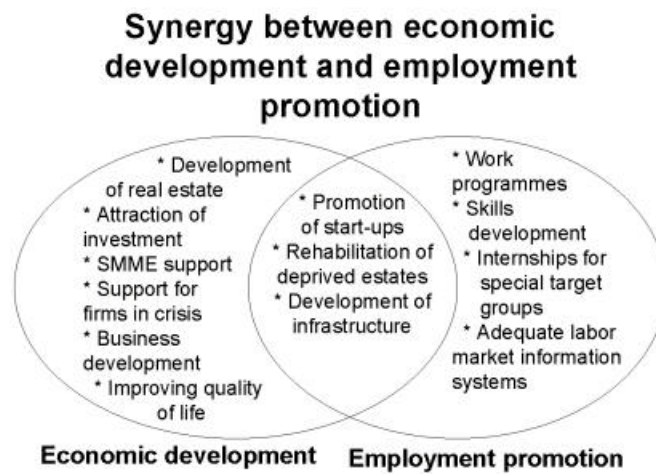 Synergy between economic
development and employment
promotion
* Development
of real estate
* Attraction of
investment
* SMME support
* Support for
firms in crisis
* Business
development
* Improving quality
of life
* Promotion
of start-ups
* Rehabilitation of
deprived estates
* Development of
infrastructure
* Work
programmes
* Skills
development
* Internships for
special target
groups
* Adequate labor
market information
systems
Economic development
Employment promotion